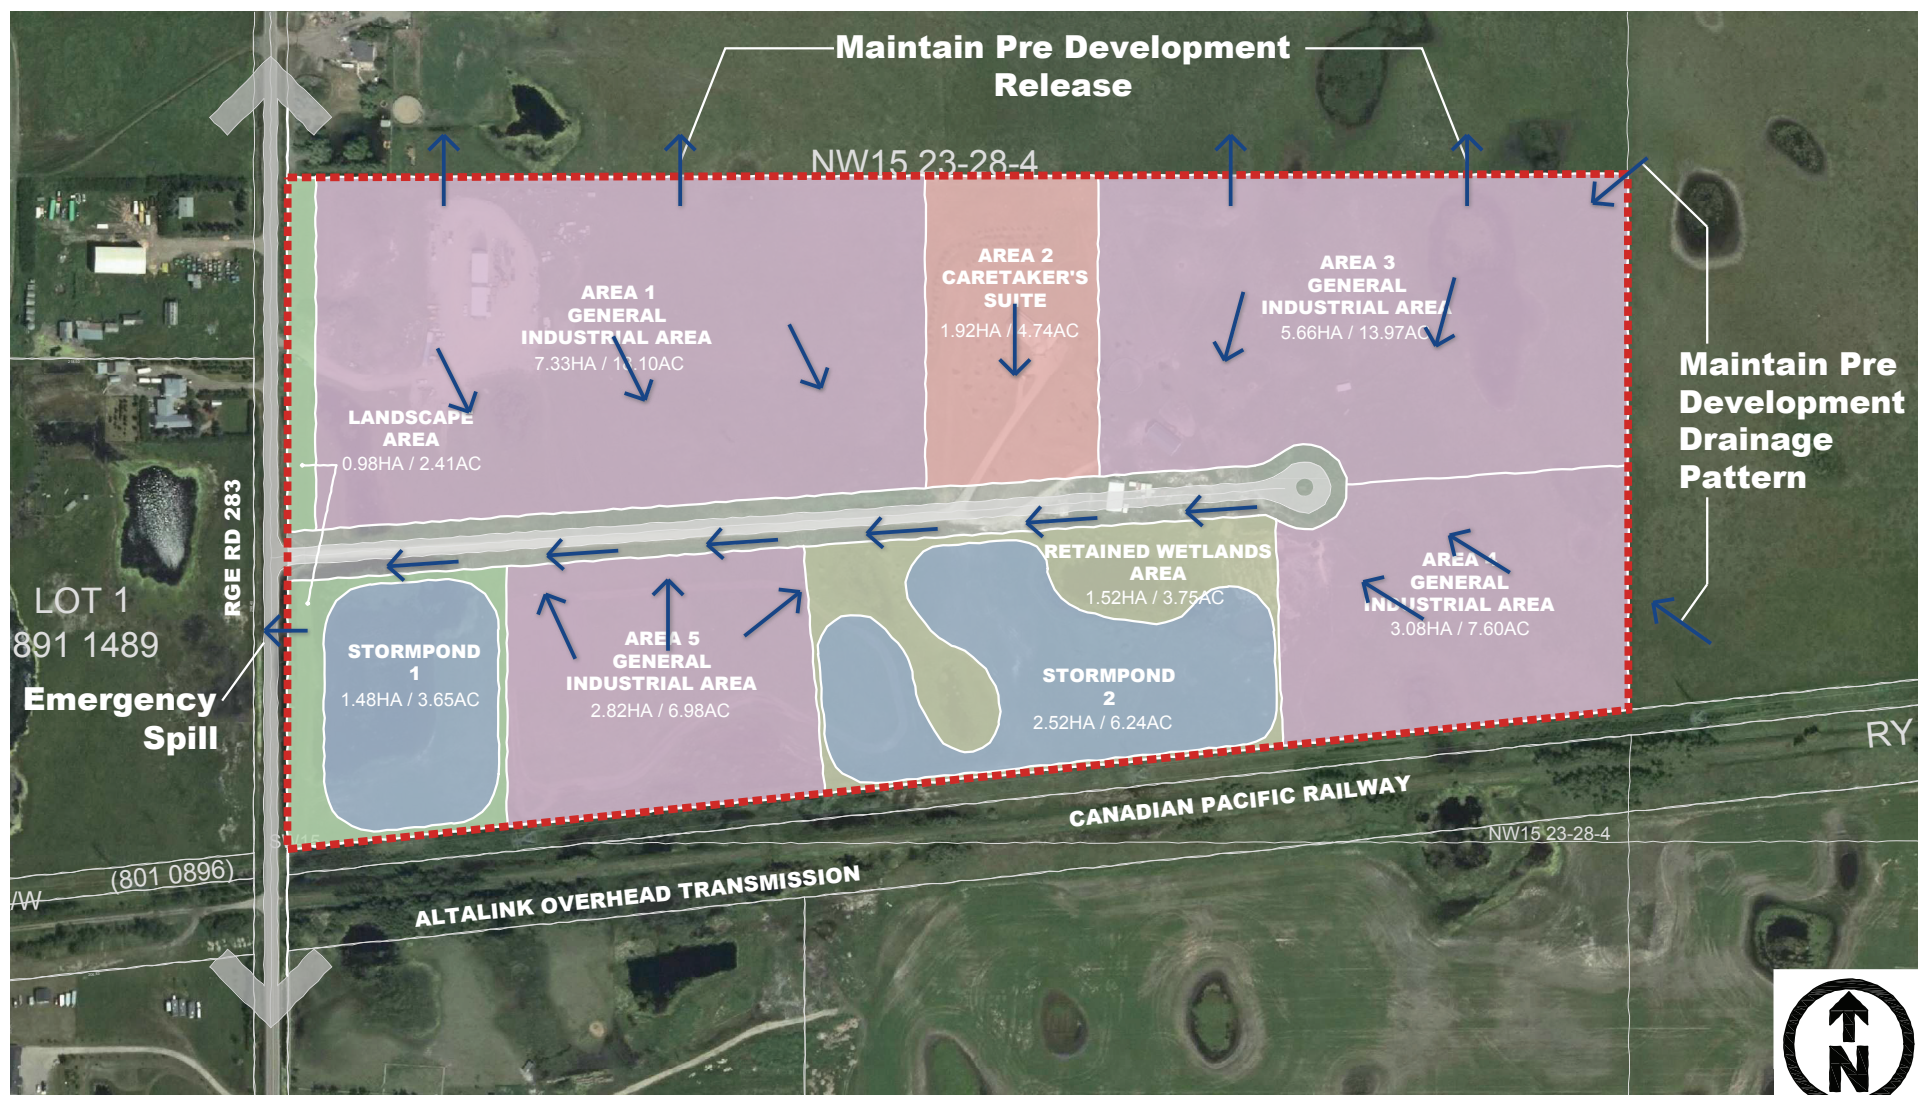 Maintain Pre Development
Release
NW15 23-28-4
AREA 1
GENERAL
INDUSTRIAL AREA
7.33HA / 18.10AC
AREA 2
CARETAKER'S
SUITE
1.92HA / 4.74AC
AREA 3
GENERAL
INDUSTRIAL AREA
5.66HA / 13.97AC
Maintain Pre
Development
Drainage
Pattern
LANDSCAPE
AREA
0.98HA / 2.41AC
RGE RD 283
RETAINED WETLANDS
AREA
1.52HA / 3.75AC
AREA 4
GENERAL
INDUSTRIAL AREA
3.08HA / 7.60AC
LOT 1
891 1489
Emergency
Spill
STORMPOND
1
1.48HA / 3.65AC
AREA 5
GENERAL
INDUSTRIAL AREA
2.82HA / 6.98AC
STORMPOND
2
2.52HA / 6.24AC
RY
CANADIAN PACIFIC RAILWAY
NW15 23-28-4
(801 0896)
/W
ALTALINK OVERHEAD TRANSMISSION
N